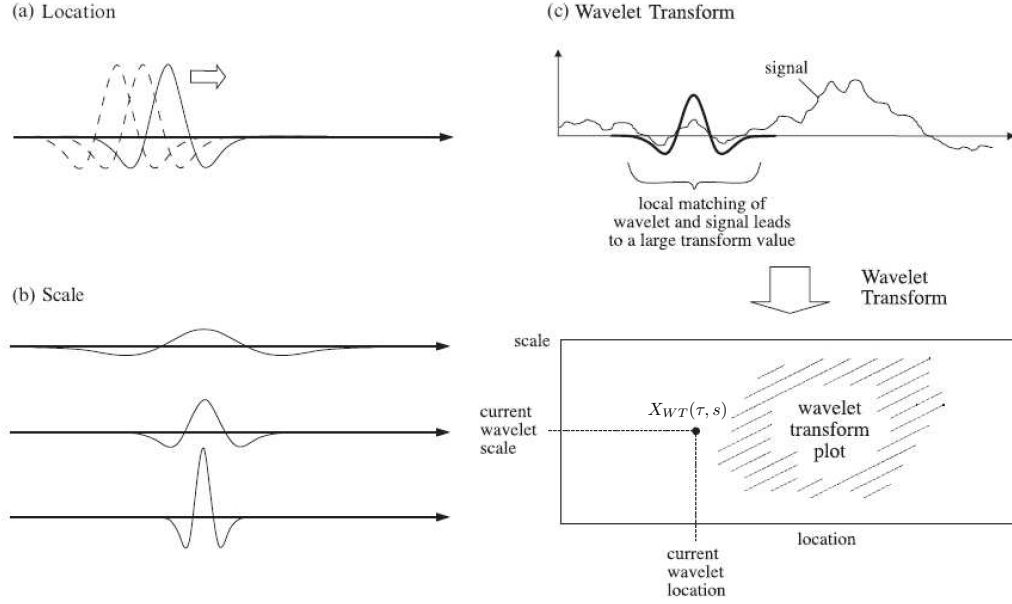 (a) Location
(b) Scale
(c) Wavelet Transform
signal
local matching of
wavelet and signal leads
to a large transform value
Wavelet
Transform
scale
current
wavelet
scale
X_{WT}(τ, s)
wavelet
transform
plot
location
current
wavelet
location